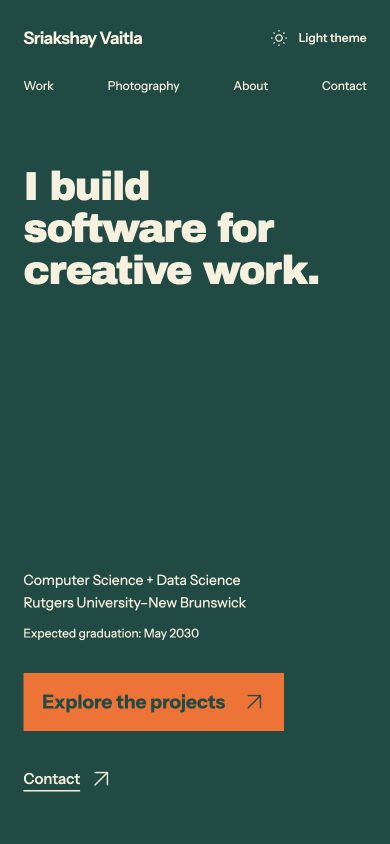 Sriakshay Vaitla
Light theme
Work
Photography
About
Contact
I build
software for
creative work.
Computer Science + Data Science
Rutgers University–New Brunswick
Expected graduation: May 2030
Explore the projects
Contact